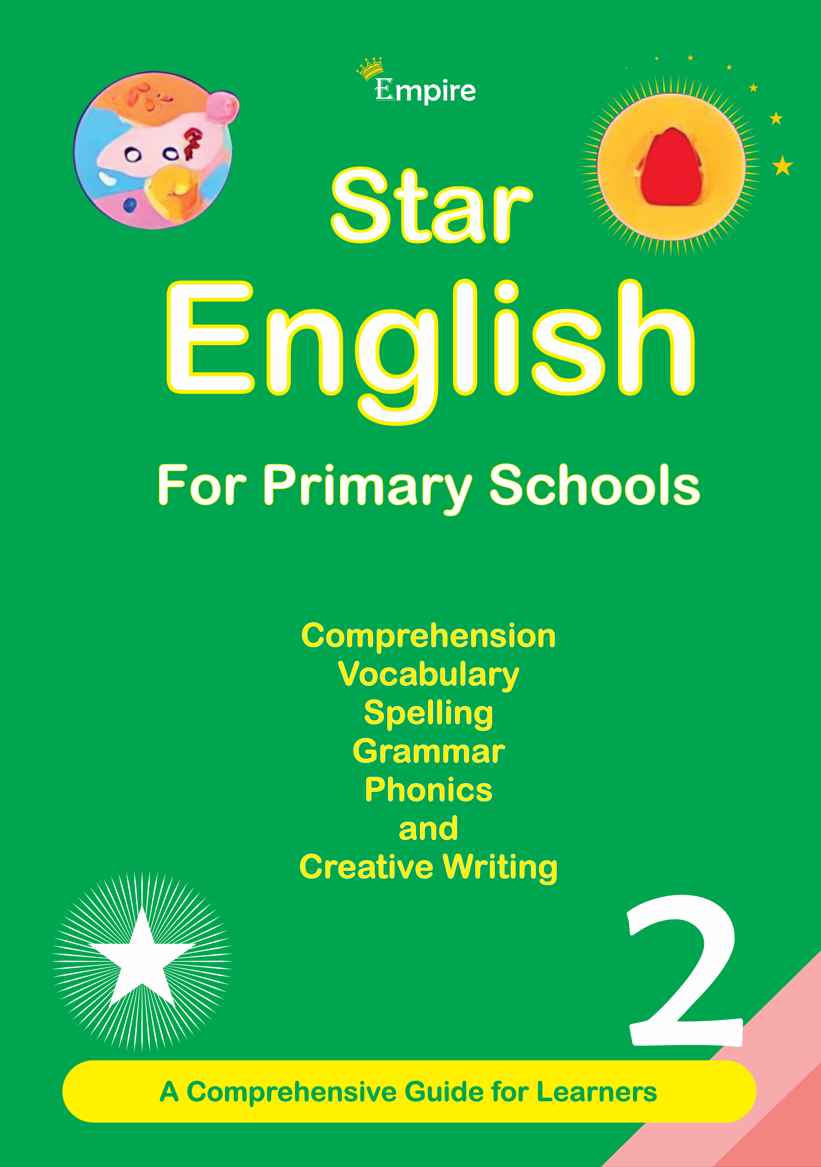 Empire
Star
English
For Primary Schools
Comprehension
Vocabulary
Spelling
Grammar
Phonics
and
Creative Writing
2
A Comprehensive Guide for Learners